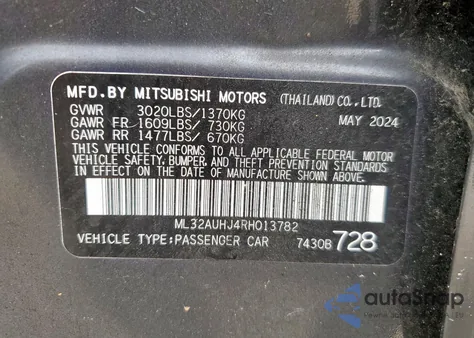 MFD.BY MITSUBISHI MOTORS (THAILAND) CO., LTD.
GVWR 3020LBS/1370KG MAY 2024
GAWR FR 1609LBS/ 730KG
GAWR RR 1477LBS/ 670KG
THIS VEHICLE CONFORMS TO ALL APPLICABLE FEDERAL MOTOR
VEHICLE SAFETY, BUMPER, AND THEFT PREVENTION STANDARDS
IN EFFECT ON THE DATE OF MANUFACTURE SHOWN ABOVE.
ML32AUHJ4RH013782
VEHICLE TYPE:PASSENGER CAR 7430B 728
autoSnap